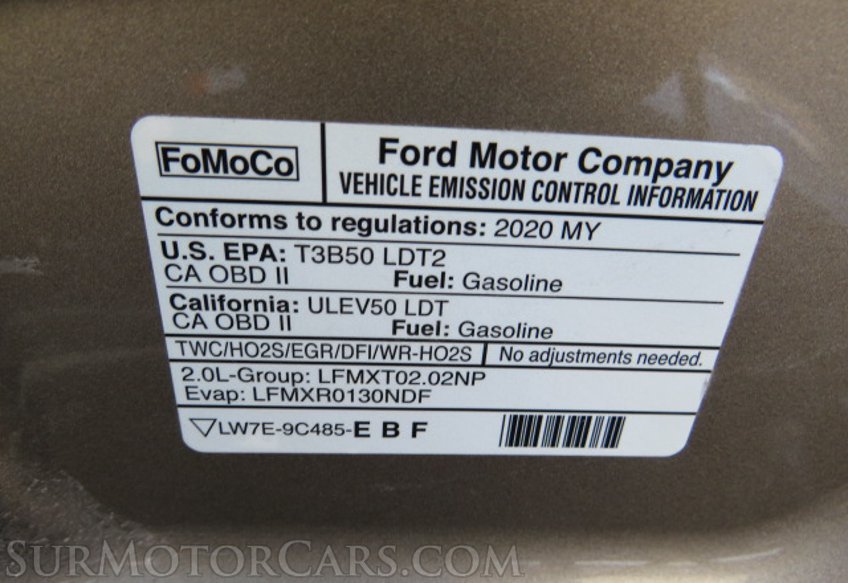 FoMoCo
Ford Motor Company
VEHICLE EMISSION CONTROL INFORMATION
Conforms to regulations: 2020 MY
U.S. EPA: T3B50 LDT2
CA OBD II Fuel: Gasoline
California: ULEV50 LDT
CA OBD II Fuel: Gasoline
TWC/HO2S/EGR/DFI/WR-HO2S No adjustments needed.
2.0L-Group: LFMXT02.02NP
Evap: LFMXR0130NDF
LW7E-9C485-E B F
SURMOTORCARS.COM